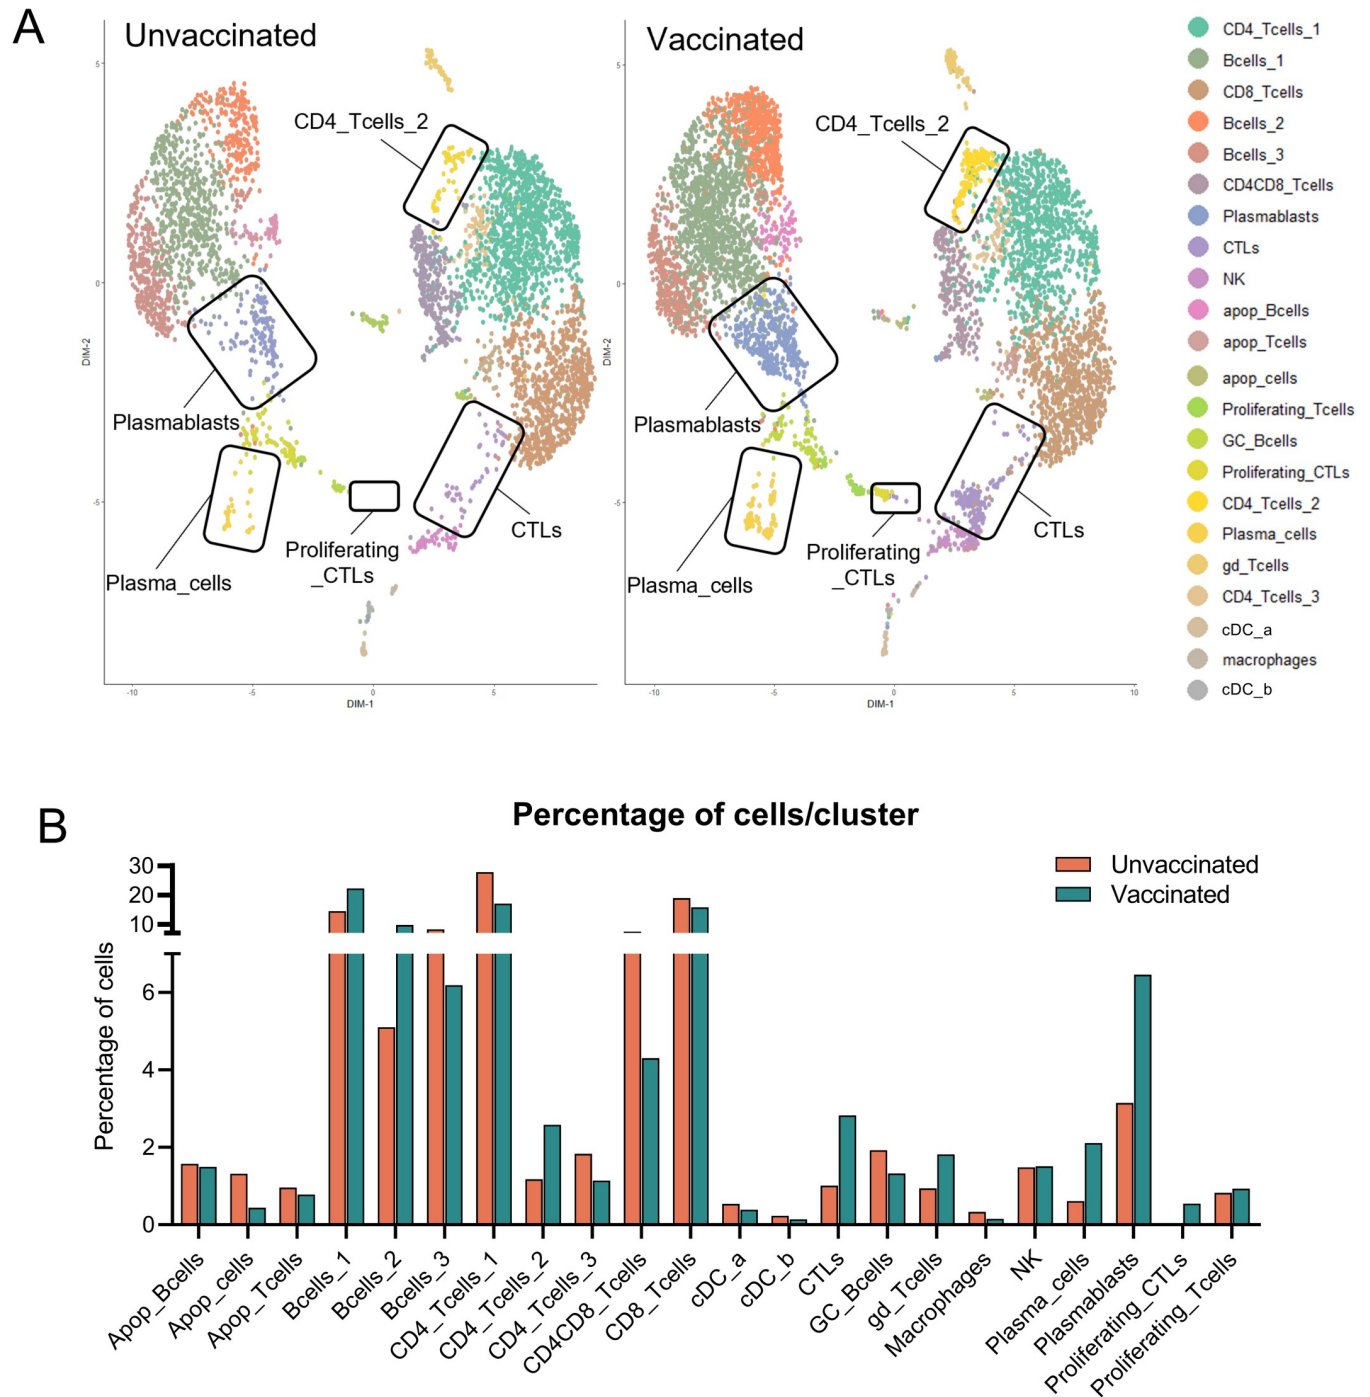 A
Unvaccinated
Vaccinated
CD4_Tcells_2
CD4_Tcells_2
Plasmablasts
Plasmablasts
Plasma_cells
Plasma_cells
Proliferating
_CTLs
Proliferating
_CTLs
CTLs
CTLs
5
0
-5
DIM-2
-10
-5
0
5
DIM-1
5
0
-5
DIM-2
-10
-5
0
5
10
DIM-1
CD4_Tcells_1
Bcells_1
CD8_Tcells
Bcells_2
Bcells_3
CD4CD8_Tcells
Plasmablasts
CTLs
NK
apop_Bcells
apop_Tcells
apop_cells
Proliferating_Tcells
GC_Bcells
Proliferating_CTLs
CD4_Tcells_2
Plasma_cells
gd_Tcells
CD4_Tcells_3
cDC_a
macrophages
cDC_b
B
Percentage of cells/cluster
Unvaccinated
Vaccinated
Percentage of cells
30
20
10
6
4
2
0
Apop_Bcells
Apop_cells
Apop_Tcells
Bcells_1
Bcells_2
Bcells_3
CD4_Tcells_1
CD4_Tcells_2
CD4_Tcells_3
CD4CD8_Tcells
CD8_Tcells
cDC_a
cDC_b
CTLs
GC_Bcells
gd_Tcells
Macrophages
NK
Plasma_cells
Plasmablasts
Proliferating_CTLs
Proliferating_Tcells